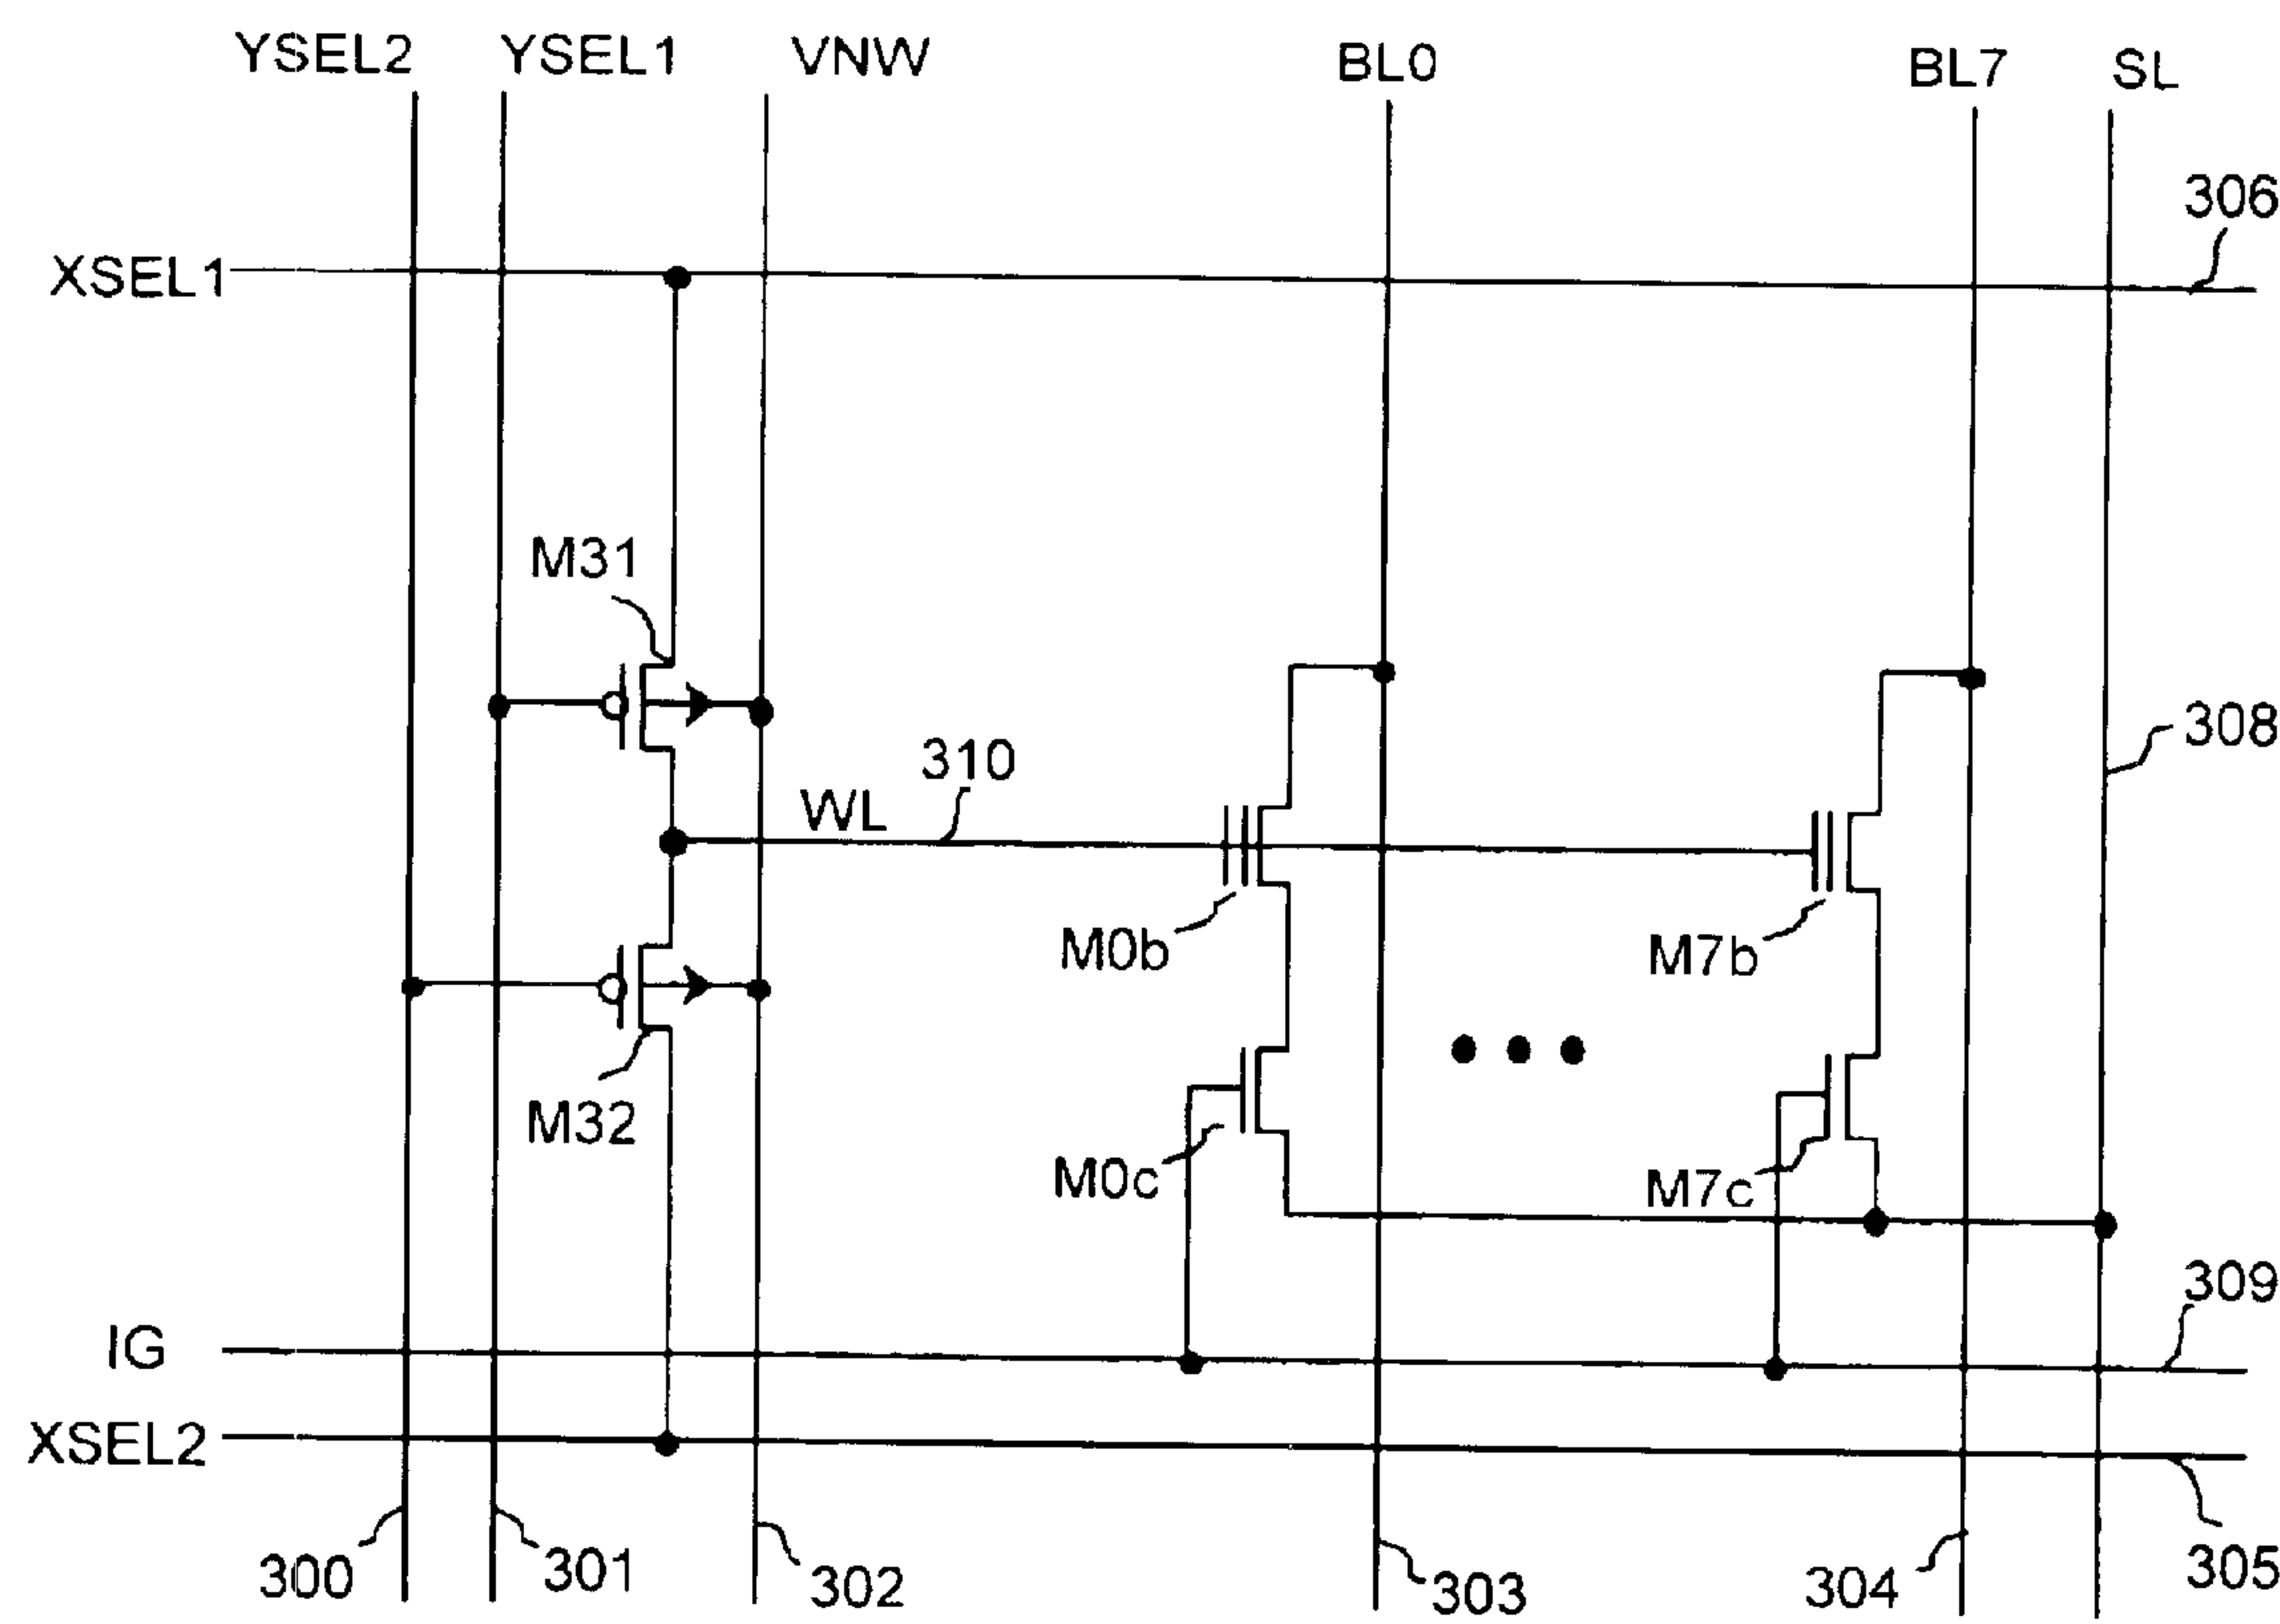 YSEL2 YSEL1 VNW BL0 BL7 SL
306
XSEL1
M31
308
310
WL
M0b
M7b
M32
M0c
M7c
309
IG
XSEL2
300 301 302 303 304 305